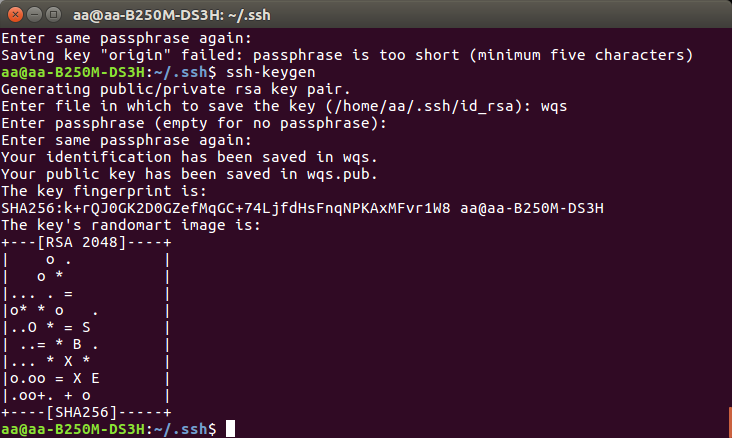 aa@aa-B250M-DS3H: ~/.ssh
Enter same passphrase again:
Saving key "origin" failed: passphrase is too short (minimum five characters)
aa@aa-B250M-DS3H:~/.ssh$ ssh-keygen
Generating public/private rsa key pair.
Enter file in which to save the key (/home/aa/.ssh/id_rsa): wqs
Enter passphrase (empty for no passphrase):
Enter same passphrase again:
Your identification has been saved in wqs.
Your public key has been saved in wqs.pub.
The key fingerprint is:
SHA256:k+rQJ0GK2D0GZefMqGC+74LjfdHsFnqNPKAxMFvr1W8 aa@aa-B250M-DS3H
The key's randomart image is:
+---[RSA 2048]----+
|    o .          |
|   o *           |
|... . =          |
|o* * o   .       |
|..O * = S        |
| ..= * B .       |
|... * X *        |
|o.oo = X E       |
|.oo+. + o        |
+----[SHA256]-----+
aa@aa-B250M-DS3H:~/.ssh$